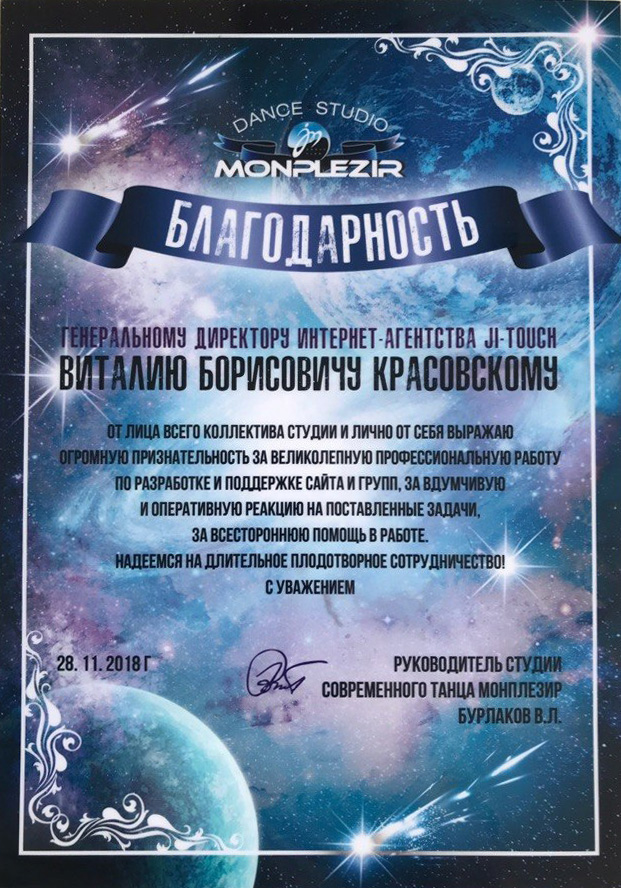 DANCE STUDIO
MONPLEZIR
БЛАГОДАРНОСТЬ
ГЕНЕРАЛЬНОМУ ДИРЕКТОРУ ИНТЕРНЕТ-АГЕНТСТВА JI-TOUCH
ВИТАЛИЮ БОРИСОВИЧУ КРАСОВСКОМУ
ОТ ЛИЦА ВСЕГО КОЛЛЕКТИВА СТУДИИ И ЛИЧНО ОТ СЕБЯ ВЫРАЖАЮ
ОГРОМНУЮ ПРИЗНАТЕЛЬНОСТЬ ЗА ВЕЛИКОЛЕПНУЮ ПРОФЕССИОНАЛЬНУЮ РАБОТУ
ПО РАЗРАБОТКЕ И ПОДДЕРЖКЕ САЙТА И ГРУПП, ЗА ВДУМЧИВУЮ
И ОПЕРАТИВНУЮ РЕАКЦИЮ НА ПОСТАВЛЕННЫЕ ЗАДАЧИ,
ЗА ВСЕСТОРОННЮЮ ПОМОЩЬ В РАБОТЕ.
НАДЕЕМСЯ НА ДЛИТЕЛЬНОЕ ПЛОДОТВОРНОЕ СОТРУДНИЧЕСТВО!
С УВАЖЕНИЕМ
28. 11. 2018 Г
РУКОВОДИТЕЛЬ СТУДИИ
СОВРЕМЕННОГО ТАНЦА МОНПЛЕЗИР
БУРЛАКОВ В.Л.